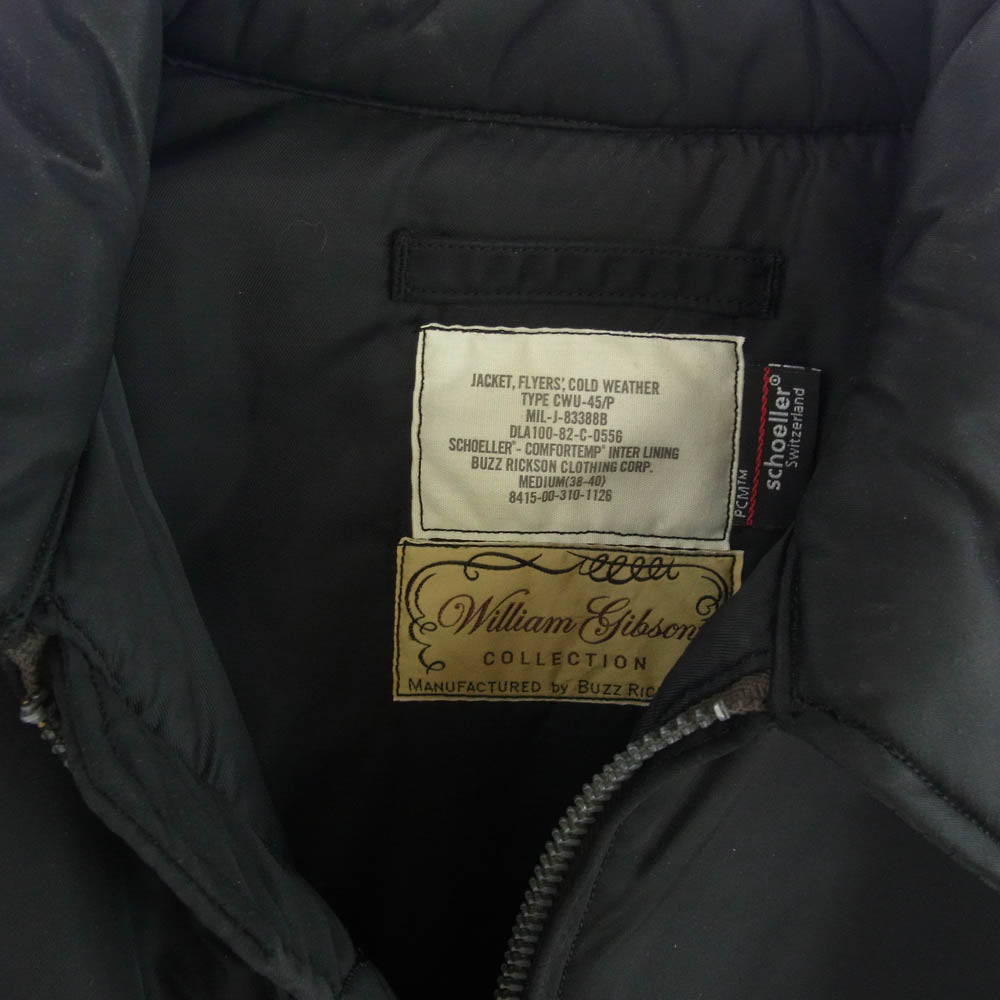 JACKET, FLYERS', COLD WEATHER
TYPE CWU-45/P
MIL-J-83388B
DLA100-82-C-0556
SCHOELLER®- COMFORTEMP® INTER LINING
BUZZ RICKSON CLOTHING CORP.
MEDIUM(38-40)
8415-00-310-1126
schoeller®
Switzerland
PCM™
William Gibson
COLLECTION
MANUFACTURED by BUZZ RIC